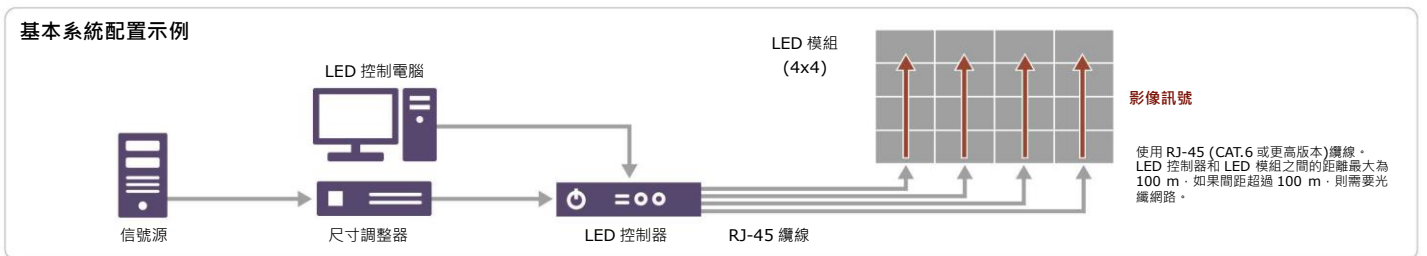 基本系統配置示例
LED 模組
(4x4)
LED 控制電腦
影像訊號
使用 RJ-45 (CAT.6 或更高版本)纜線。
LED 控制器和 LED 模組之間的距離最大為
100 m，如果間距超過 100 m，則需要光
纖網路。
信號源
尺寸調整器
LED 控制器
RJ-45 纜線